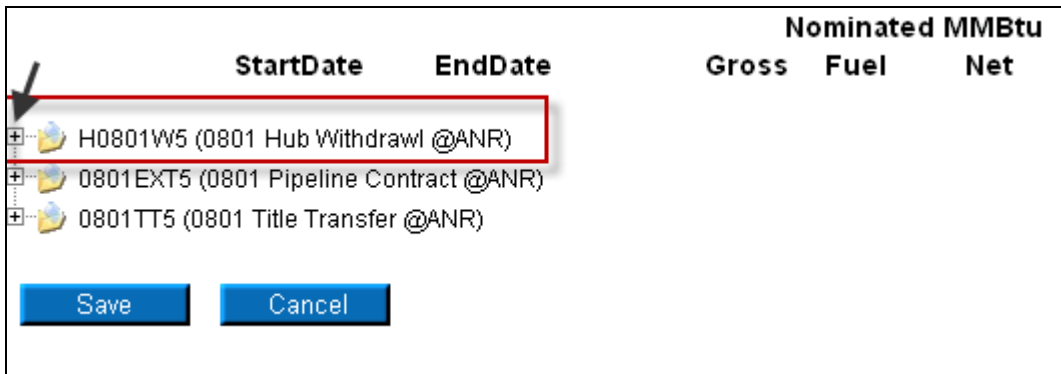 Nominated MMBtu
StartDate EndDate Gross Fuel Net
H0801W5 (0801 Hub Withdrawl @ANR)
0801EXT5 (0801 Pipeline Contract @ANR)
0801TT5 (0801 Title Transfer @ANR)
Save Cancel